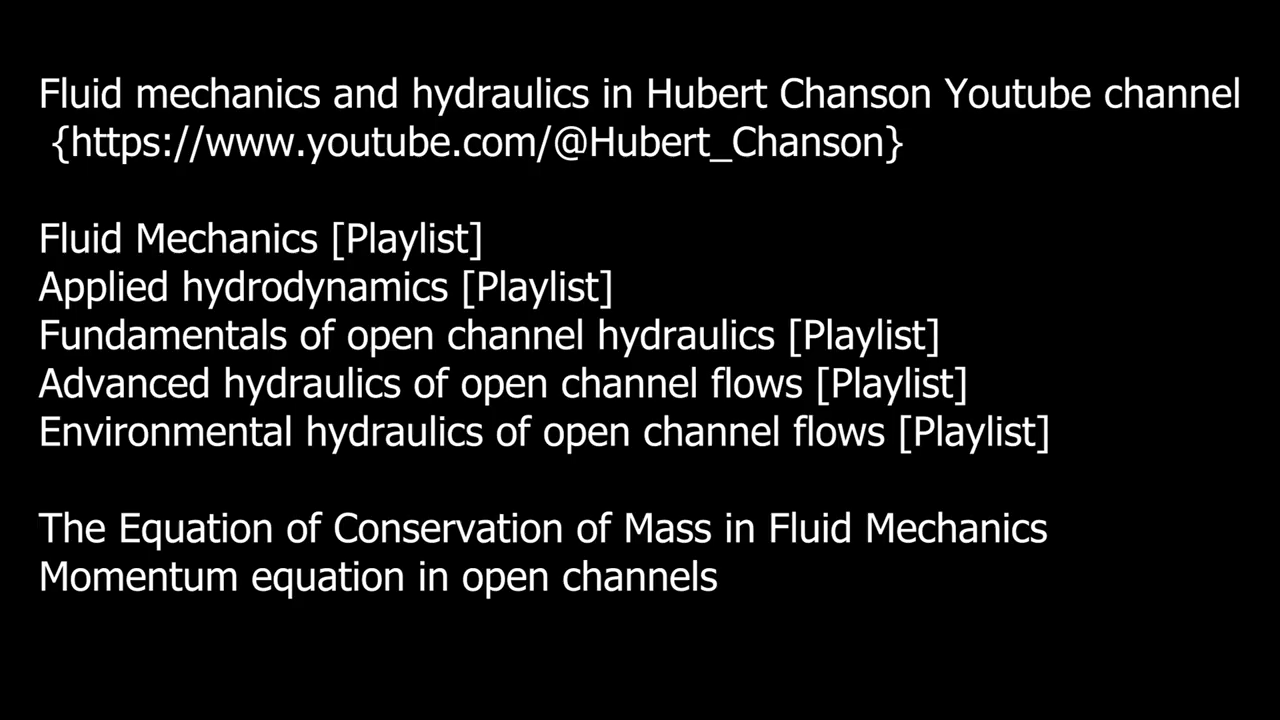 Fluid mechanics and hydraulics in Hubert Chanson Youtube channel
{https://www.youtube.com/@Hubert_Chanson}
Fluid Mechanics [Playlist]
Applied hydrodynamics [Playlist]
Fundamentals of open channel hydraulics [Playlist]
Advanced hydraulics of open channel flows [Playlist]
Environmental hydraulics of open channel flows [Playlist]
The Equation of Conservation of Mass in Fluid Mechanics
Momentum equation in open channels